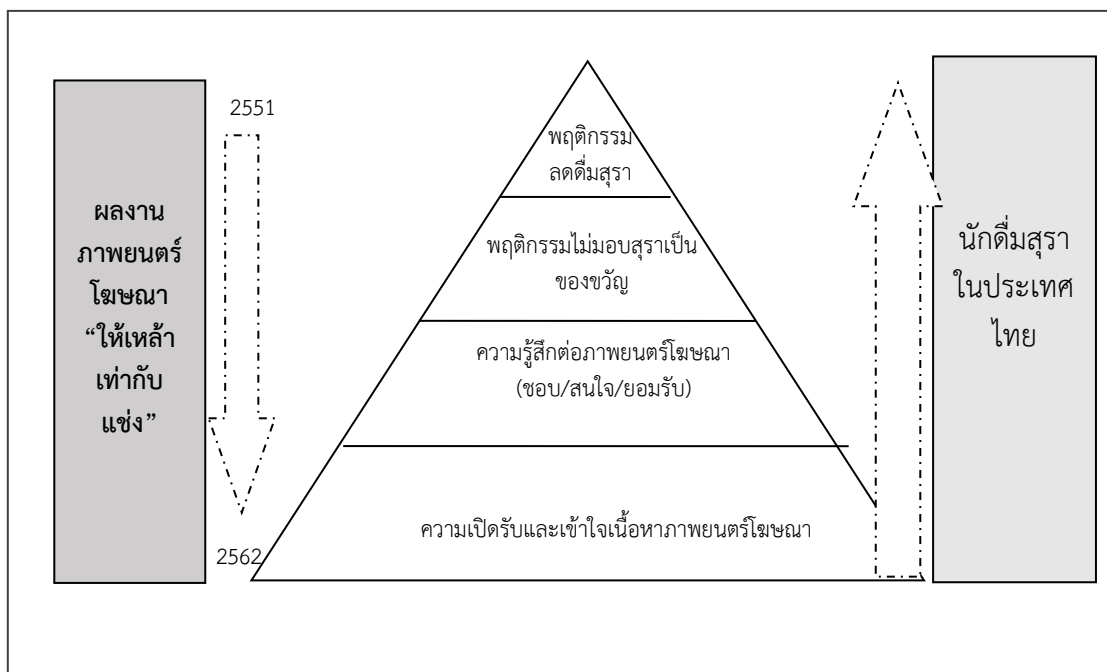 ผลงาน
ภาพยนตร์
โฆษณา
“ให้เหล้า
เท่ากับ
แช่ง”
2551
2562
พฤติกรรม
ลดดื่มสุรา
พฤติกรรมไม่มอบสุราเป็น
ของขวัญ
ความรู้สึกต่อภาพยนตร์โฆษณา
(ชอบ/สนใจ/ยอมรับ)
ความเปิดรับและเข้าใจเนื้อหาภาพยนตร์โฆษณา
นักดื่มสุรา
ในประเทศ
ไทย